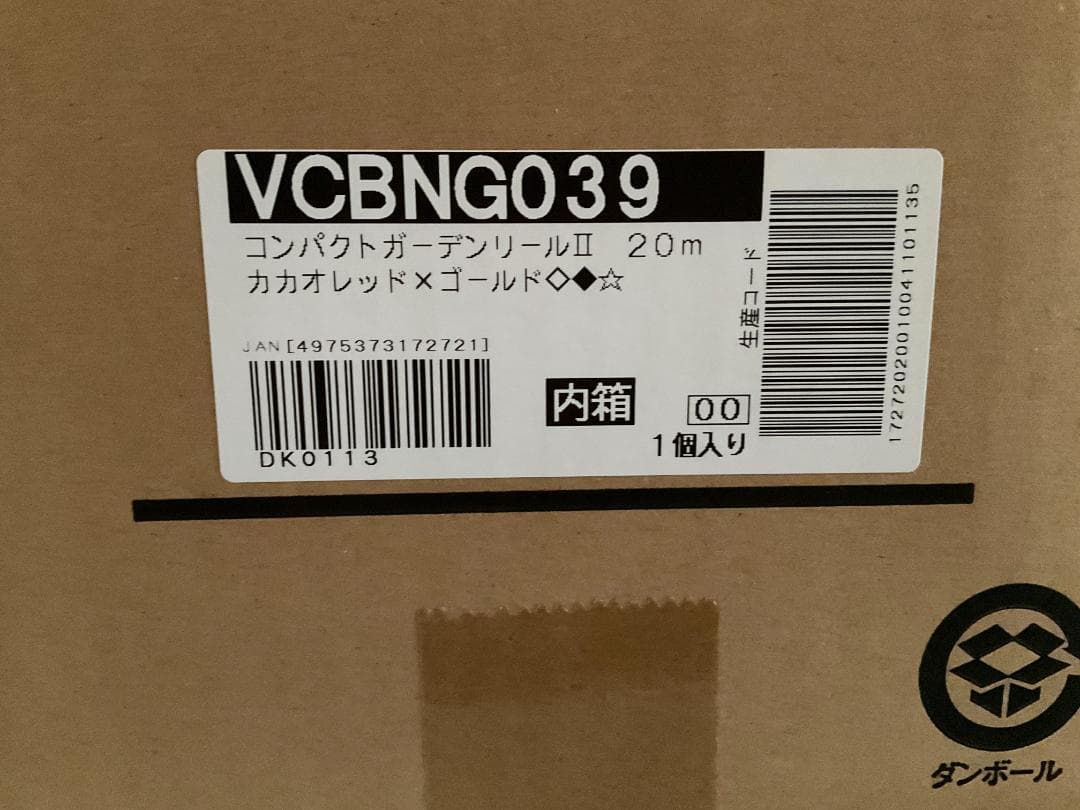 VCBNG039
コンパクトガーデンリールⅡ 20m
カカオレッド×ゴールド◇◆☆
JAN[4975373172721]
DK0113
内箱
00
1個入り
生産コード
172720200100411011​35
ダンボール